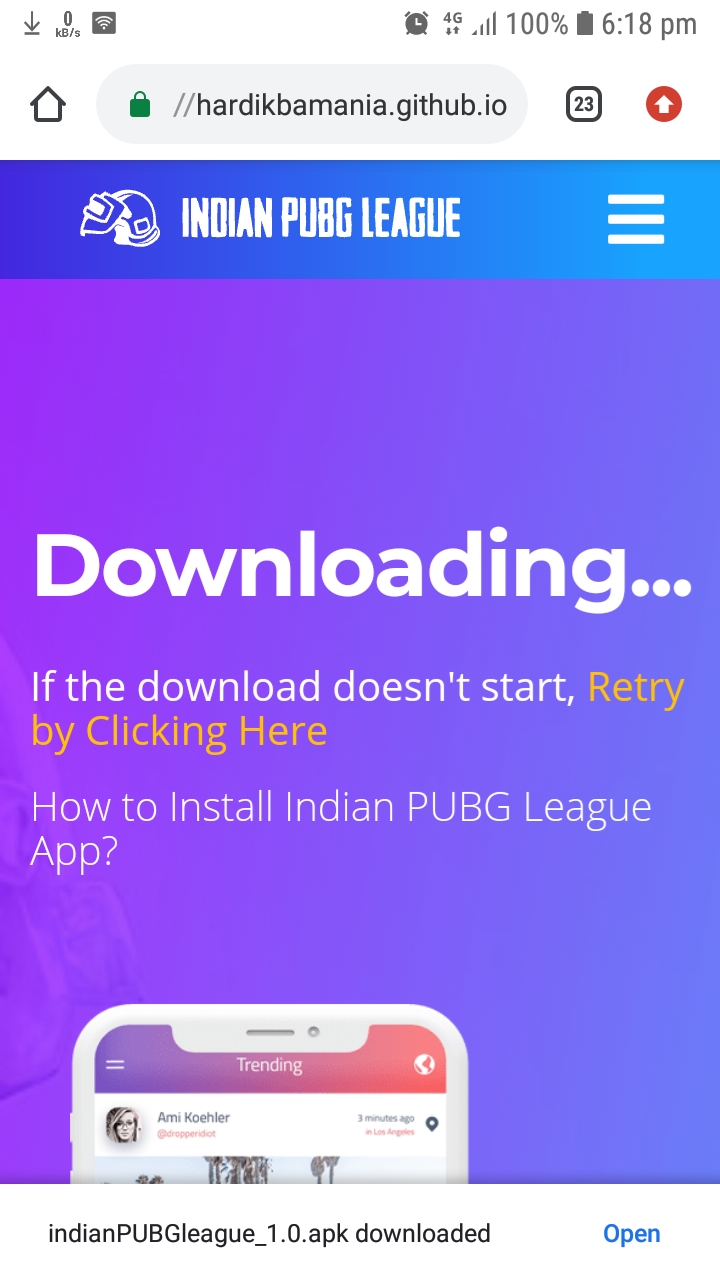 0 kB/s 4G 100% 6:18 pm
//hardikbamania.github.io 23
INDIAN PUBG LEAGUE
Downloading...
If the download doesn't start, Retry
by Clicking Here
How to Install Indian PUBG League
App?
Trending
Ami Koehler 3 minutes ago
@dropperidiot in Los Angeles
indianPUBGleague_1.0.apk downloaded Open